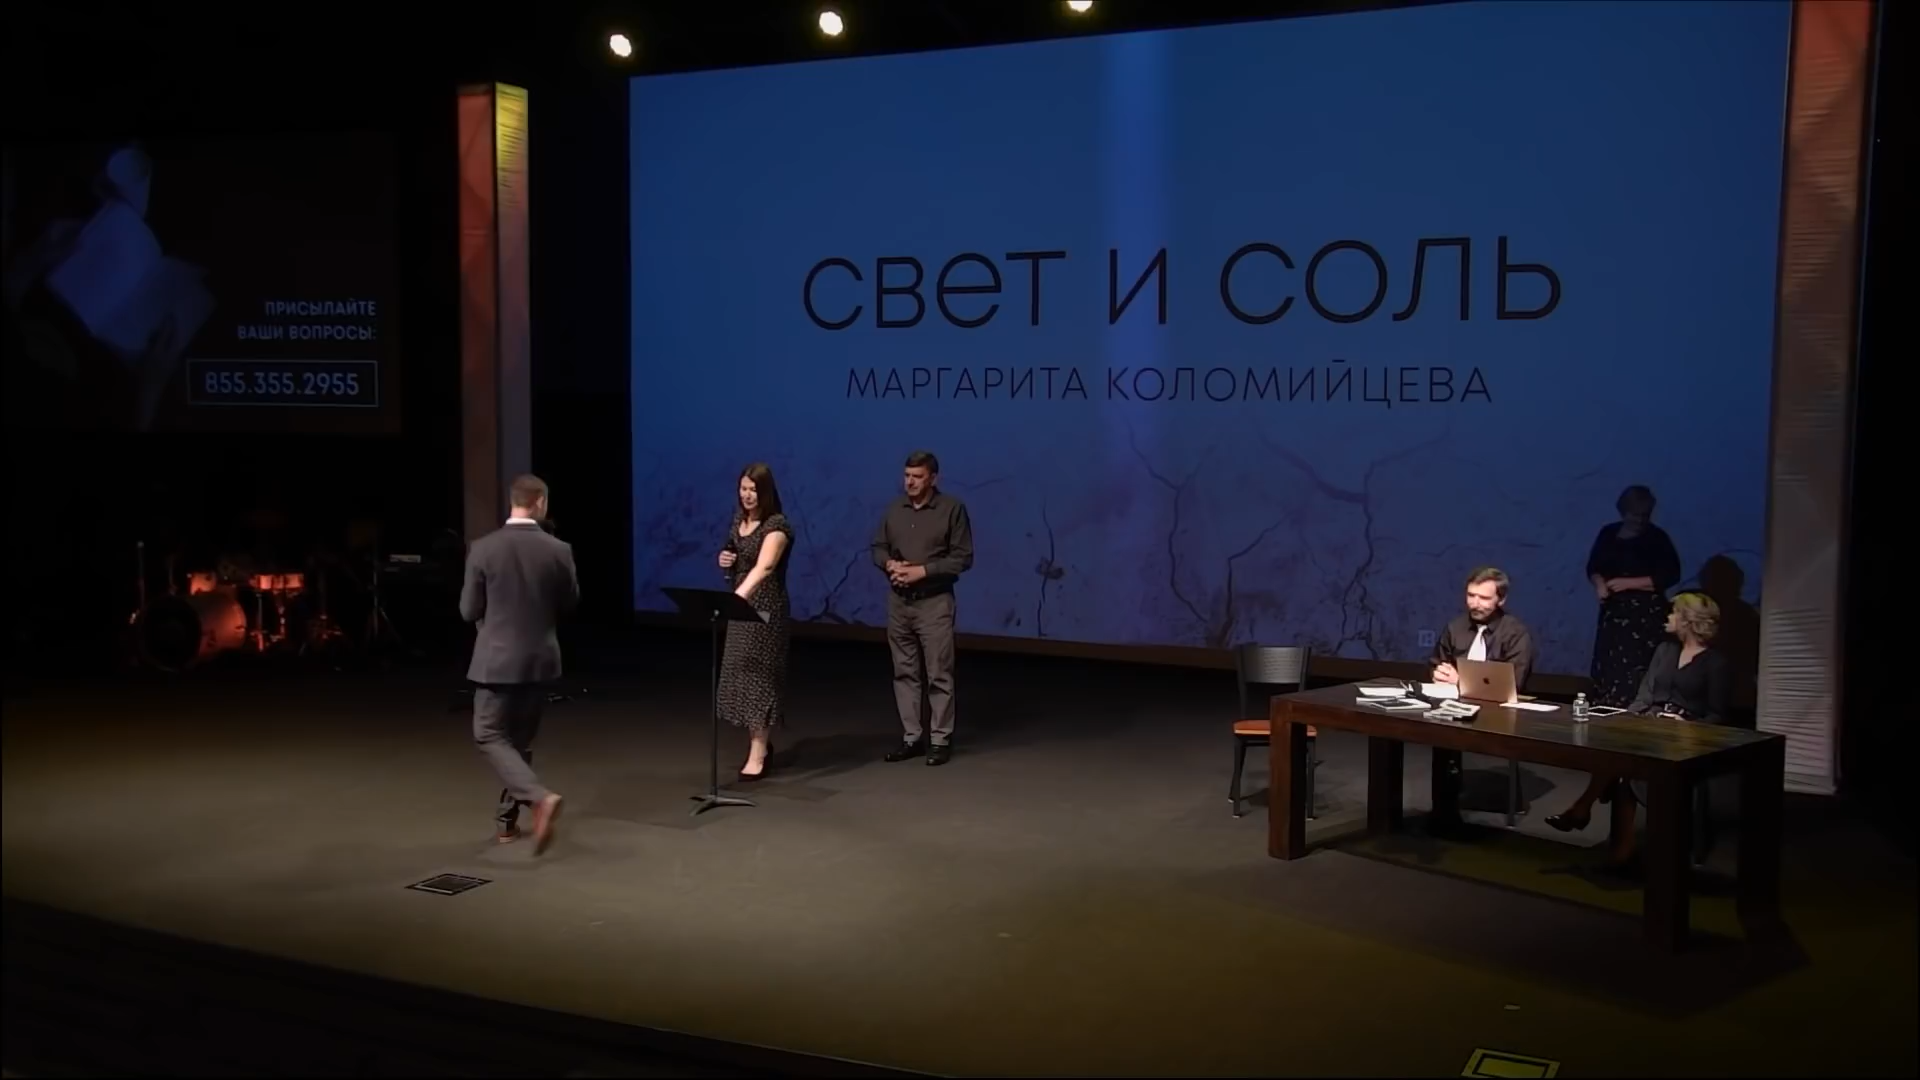 СВЕТ И СОЛЬ
МАРГАРИТА КОЛОМИЙЦЕВА
ПРИСЫЛАЙТЕ
ВАШИ ВОПРОСЫ:
855.355.2955